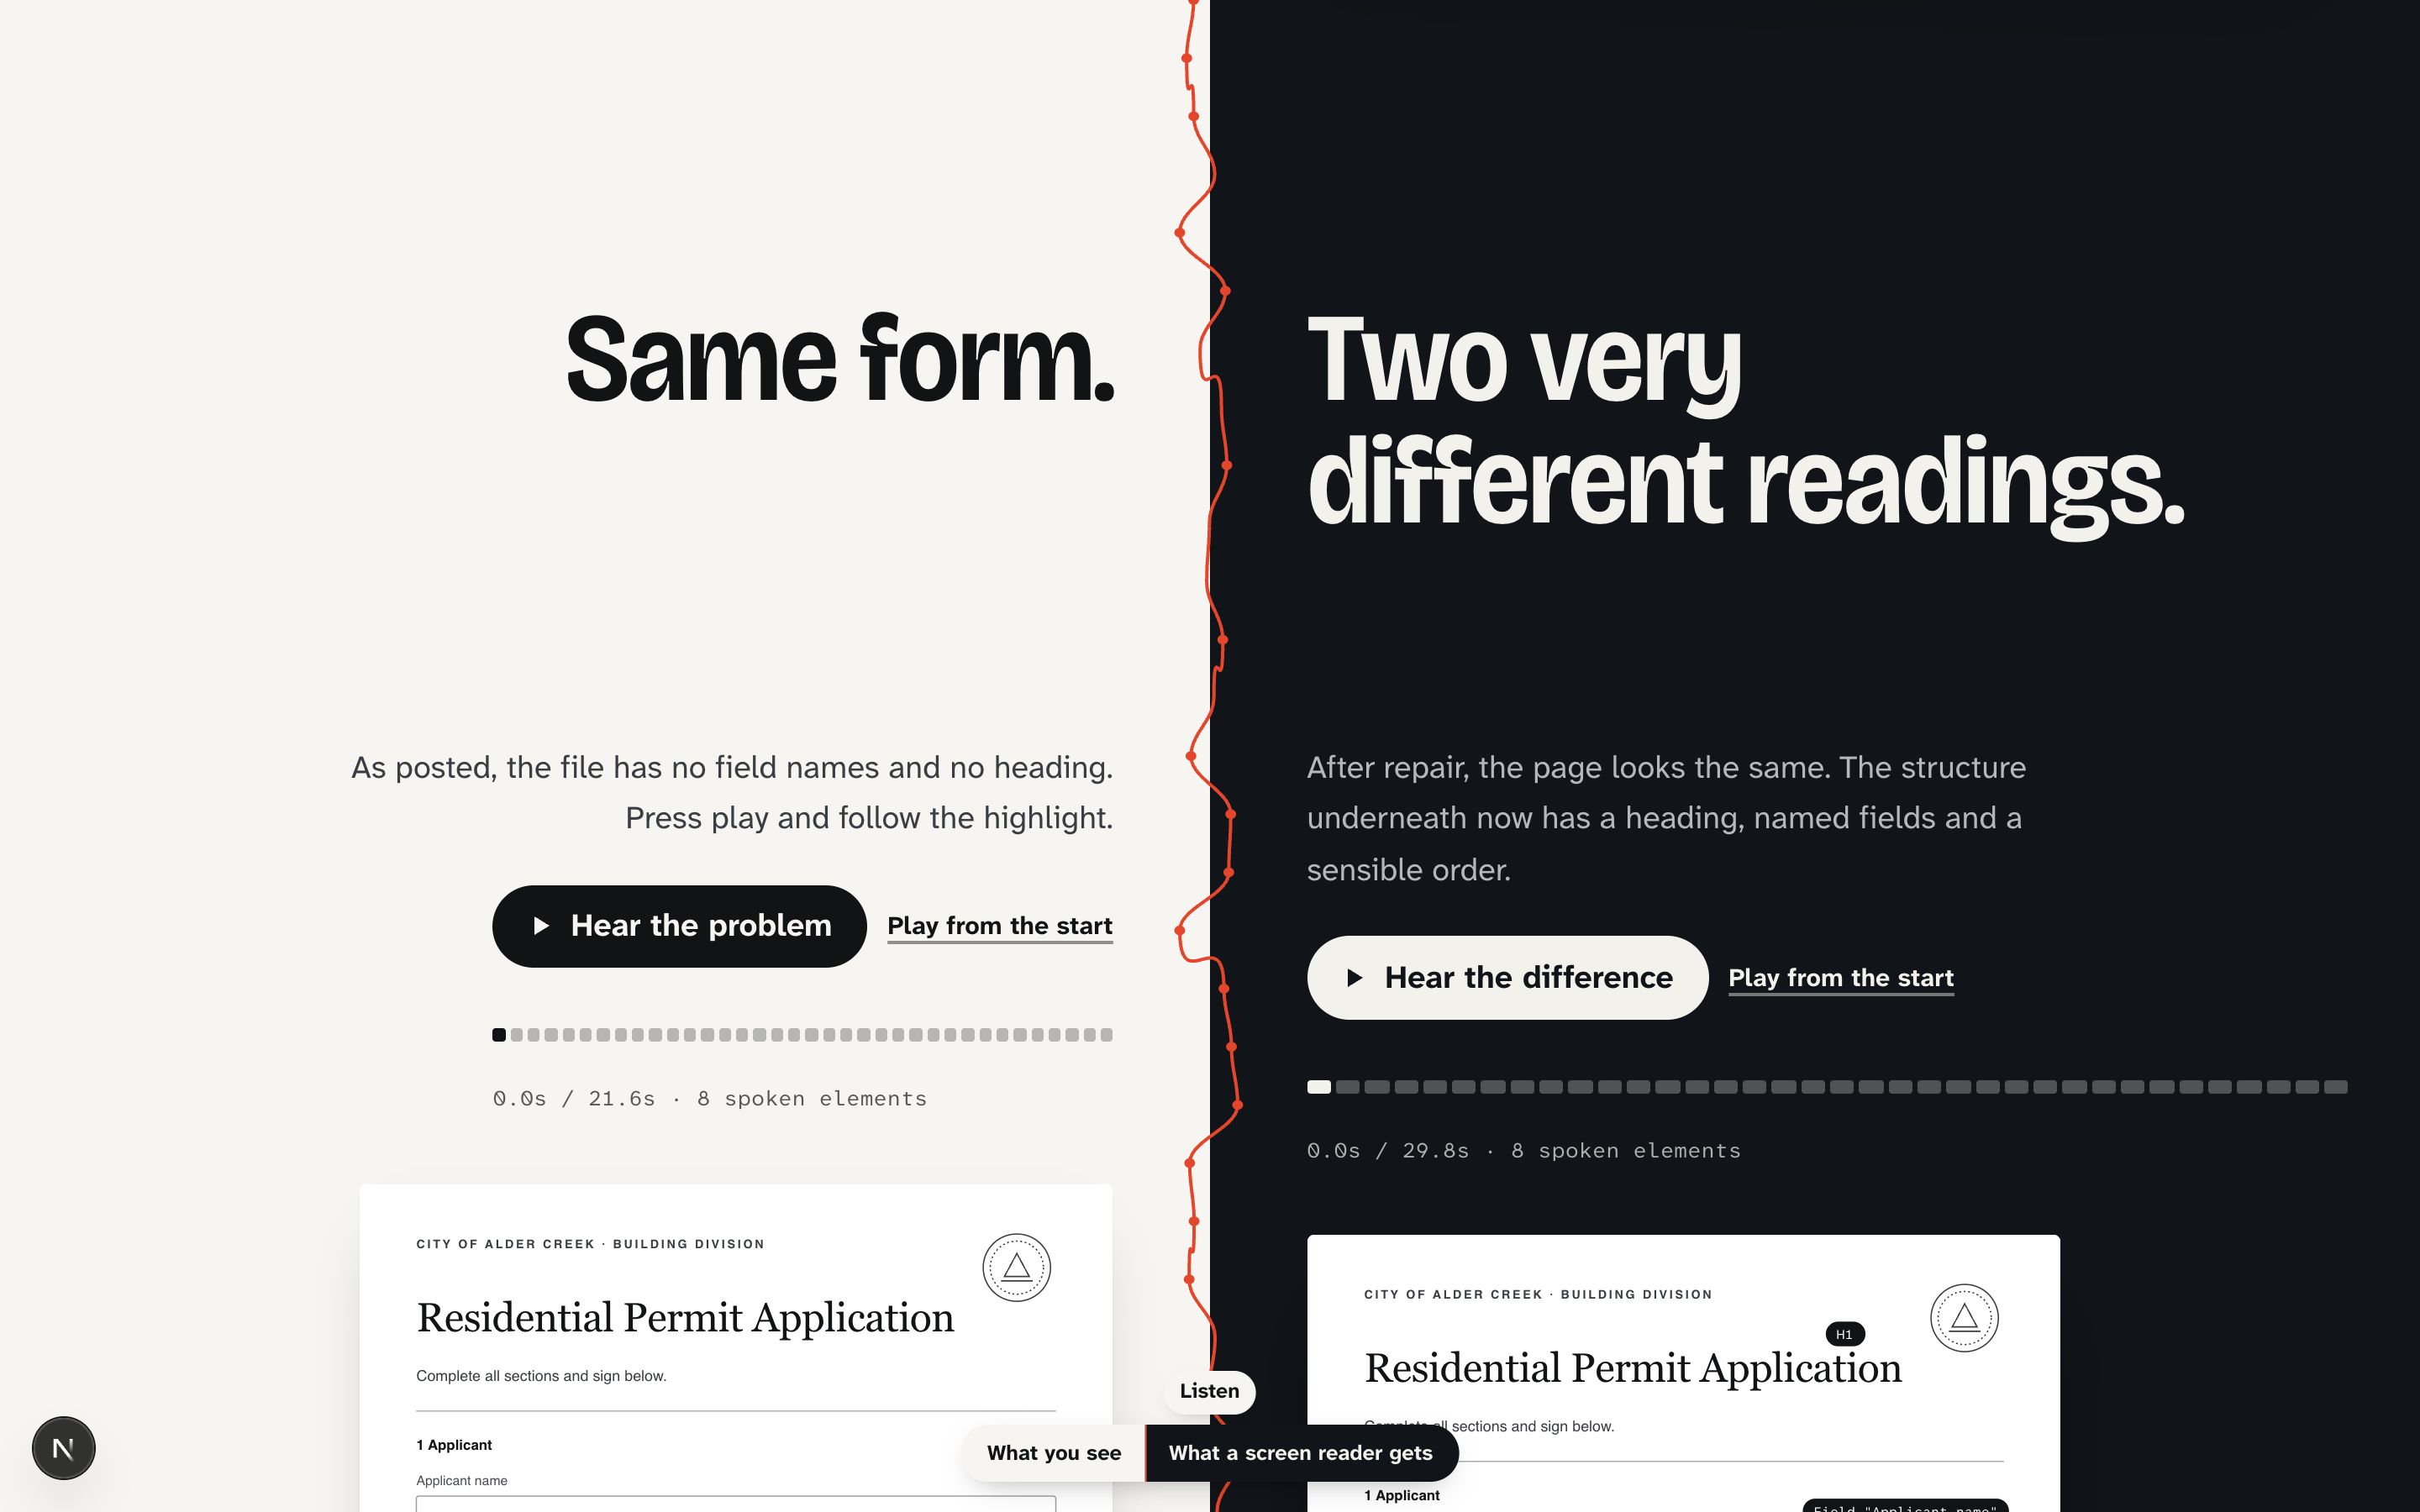 Same form.
As posted, the file has no field names and no heading.
Press play and follow the highlight.
Hear the problem
Play from the start
0.0s / 21.6s · 8 spoken elements
CITY OF ALDER CREEK · BUILDING DIVISION
Residential Permit Application
Complete all sections and sign below.
1 Applicant
Applicant name
Two very
different readings.
After repair, the page looks the same. The structure
underneath now has a heading, named fields and a
sensible order.
Hear the difference
Play from the start
0.0s / 29.8s · 8 spoken elements
CITY OF ALDER CREEK · BUILDING DIVISION
H1
Residential Permit Application
Complete all sections and sign below.
1 Applicant
Field "Applicant name"
Listen
What you see
What a screen reader gets
N